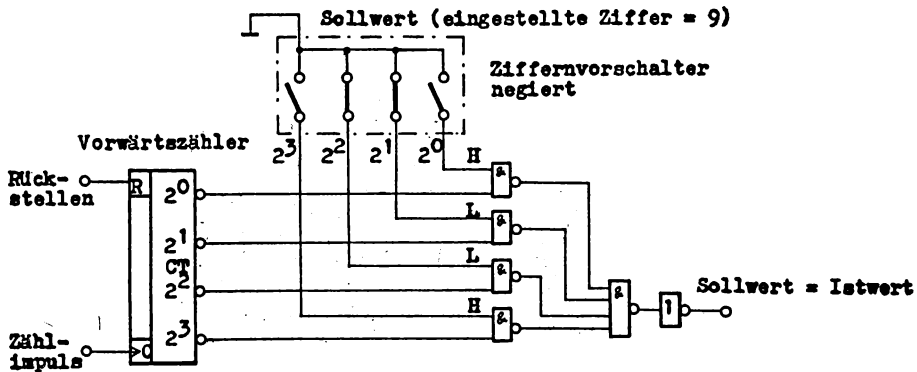 Sollwert (eingestellte Ziffer = 9)
Ziffernvorschalter
negiert
Vorwärtszähler
2³ 2² 2¹ 2⁰
Rück-
stellen
R
2⁰
H
&
2¹
L
&
CT
2²
L
&
2³
H
&
&
1
Sollwert = Istwert
Zähl-
impuls